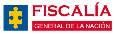 FISCALÍA
GENERAL DE LA NACIÓN